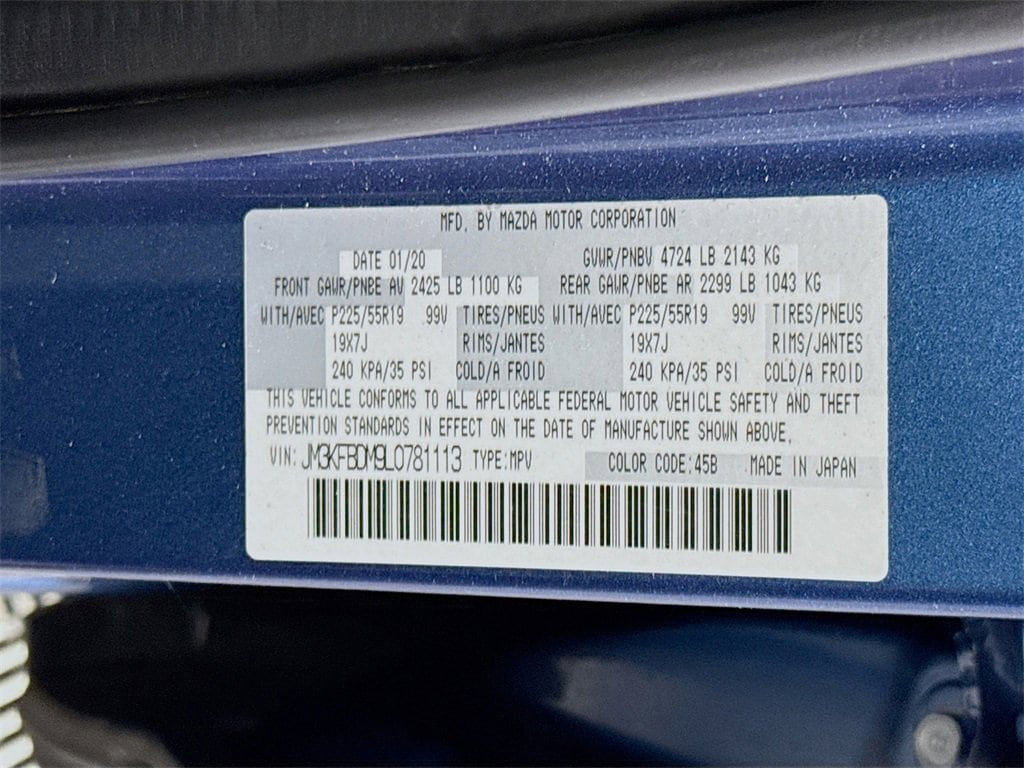 MFD. BY MAZDA MOTOR CORPORATION
DATE 01/20 GVWR/PNBV 4724 LB 2143 KG
FRONT GAWR/PNBE AV 2425 LB 1100 KG REAR GAWR/PNBE AR 2299 LB 1043 KG
WITH/AVEC P225/55R19 99V TIRES/PNEUS WITH/AVEC P225/55R19 99V TIRES/PNEUS
19X7J RIMS/JANTES 19X7J RIMS/JANTES
240 KPA/35 PSI COLD/A FROID 240 KPA/35 PSI COLD/A FROID
THIS VEHICLE CONFORMS TO ALL APPLICABLE FEDERAL MOTOR VEHICLE SAFETY AND THEFT
PREVENTION STANDARDS IN EFFECT ON THE DATE OF MANUFACTURE SHOWN ABOVE.
VIN: JM3KFBDM9L0781113 TYPE:MPV COLOR CODE:45B MADE IN JAPAN